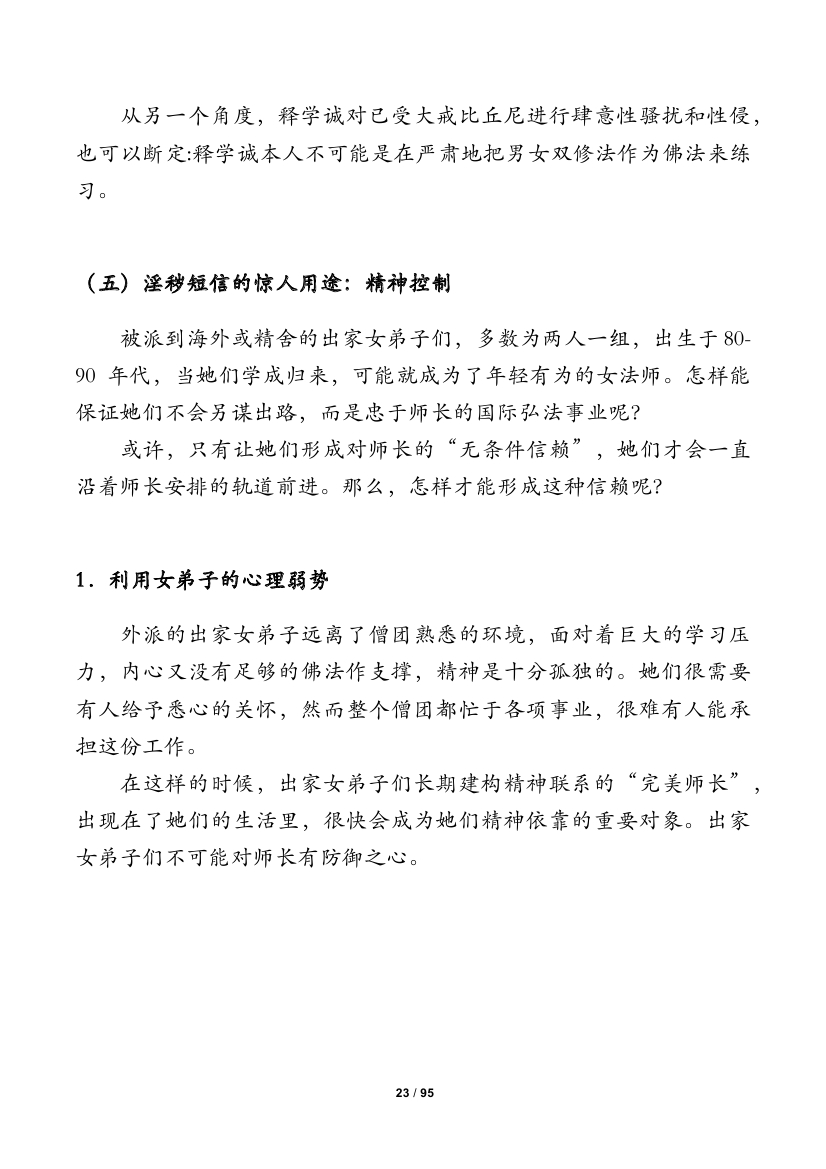 从另一个角度，释学诚对已受大戒比丘尼进行肆意性骚扰和性侵，
也可以断定:释学诚本人不可能是在严肃地把男女双修法作为佛法来练
习。
（五）淫秽短信的惊人用途：精神控制
被派到海外或精舍的出家女弟子们，多数为两人一组，出生于 80-
90 年代，当她们学成归来，可能就成为了年轻有为的女法师。怎样能
保证她们不会另谋出路，而是忠于师长的国际弘法事业呢？
或许，只有让她们形成对师长的“无条件信赖”，她们才会一直
沿着师长安排的轨道前进。那么，怎样才能形成这种信赖呢？
1．利用女弟子的心理弱势
外派的出家女弟子远离了僧团熟悉的环境，面对着巨大的学习压
力，内心又没有足够的佛法作支撑，精神是十分孤独的。她们很需要
有人给予悉心的关怀，然而整个僧团都忙于各项事业，很难有人能承
担这份工作。
在这样的时候，出家女弟子们长期建构精神联系的“完美师长”，
出现在了她们的生活里，很快会成为她们精神依靠的重要对象。出家
女弟子们不可能对师长有防御之心。
23 / 95